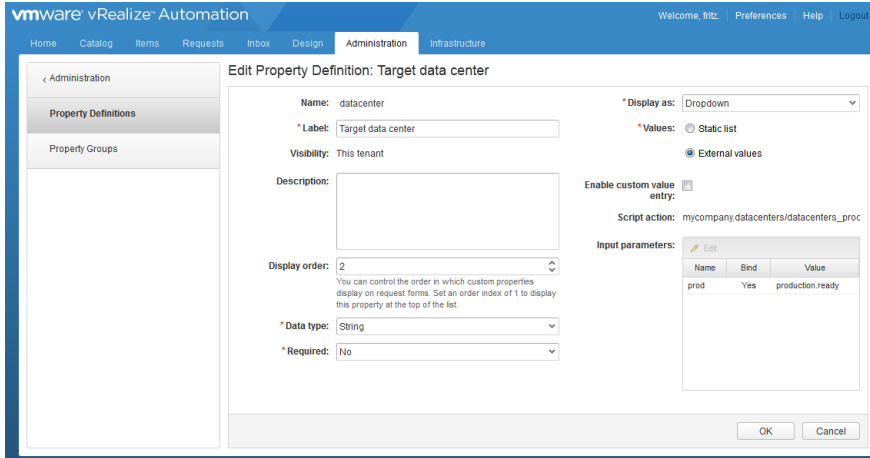 vmware vRealize Automation
Welcome, fritz. Preferences Help Logout
Home Catalog Items Requests Inbox Design Administration Infrastructure
< Administration
Property Definitions
Property Groups
Edit Property Definition: Target data center
Name: datacenter
* Label: Target data center
Visibility: This tenant
Description:
Display order: 2
You can control the order in which custom properties
display on request forms. Set an order index of 1 to display
this property at the top of the list.
* Data type: String
* Required: No
* Display as: Dropdown
* Values: Static list
External values
Enable custom value
entry:
Script action: mycompany.datacenters/datacenters_proc
Input parameters:
Edit
Name Bind Value
prod Yes production.ready
OK Cancel